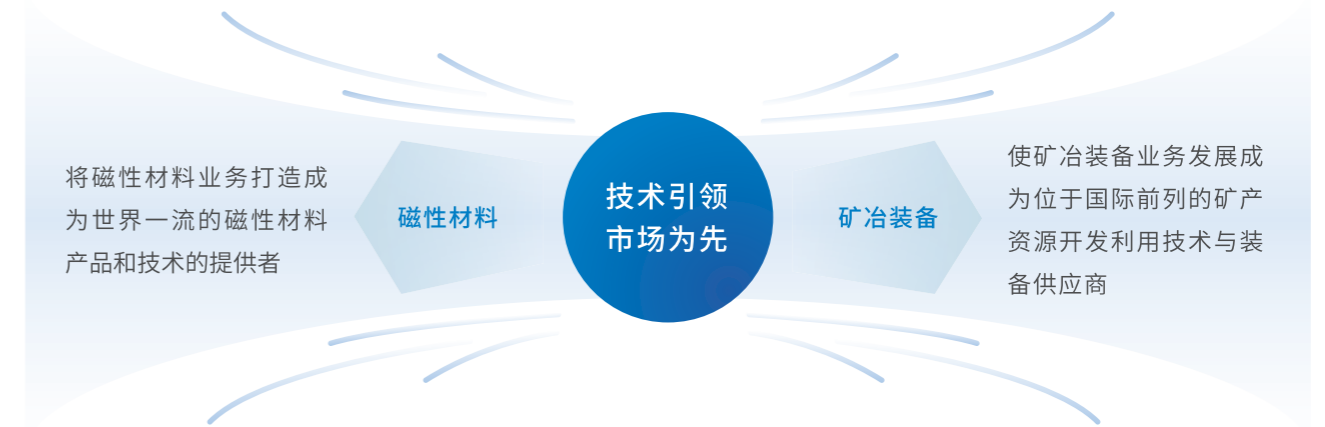 将磁性材料业务打造成
为世界一流的磁性材料
产品和技术的提供者
磁性材料
技术引领
市场为先
矿冶装备
使矿冶装备业务发展成
为位于国际前列的矿产
资源开发利用技术与装
备供应商